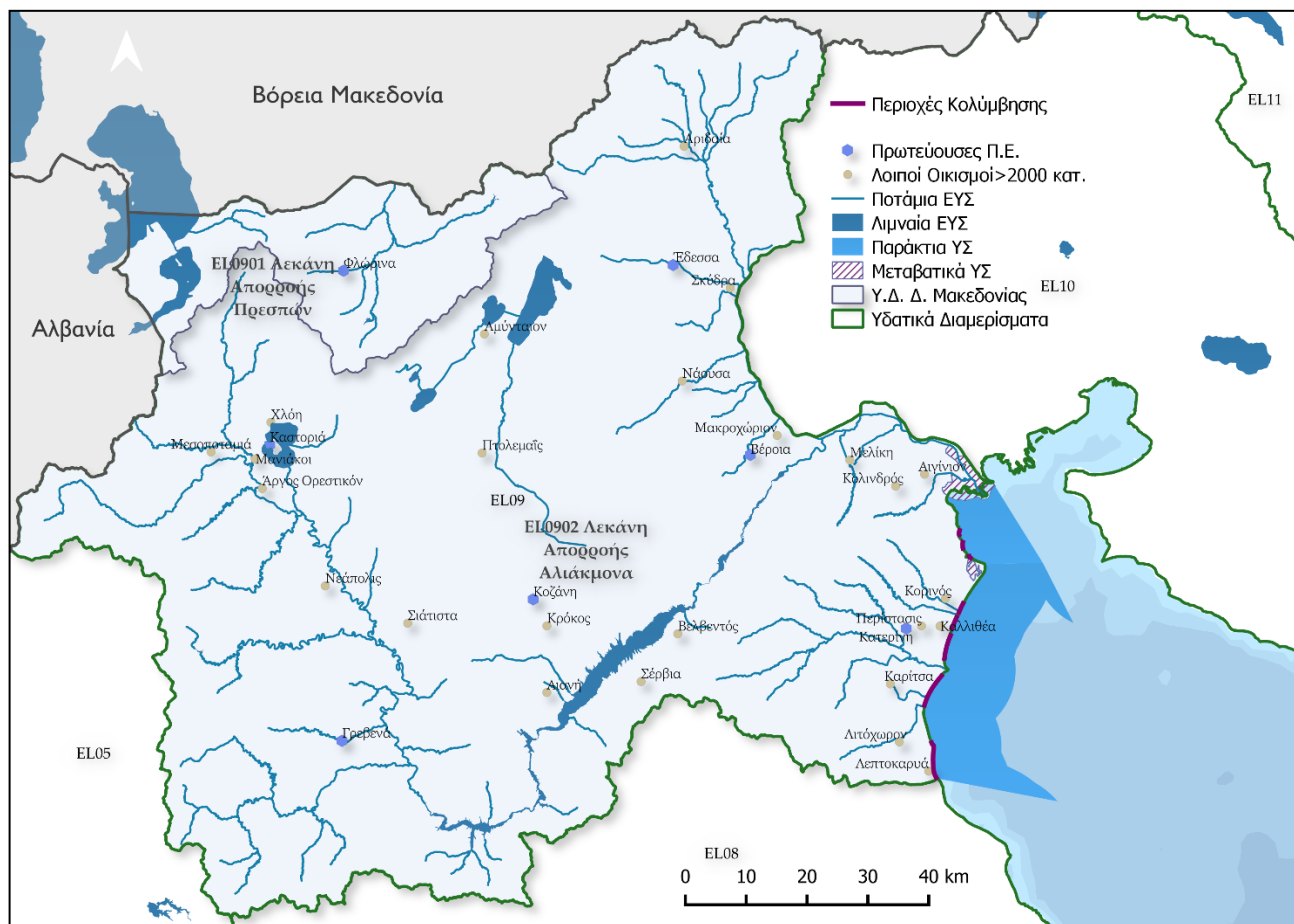 Βόρεια Μακεδονία
Αλβανία
EL11
Περιοχές Κολύμβησης
Πρωτεύουσες Π.Ε.
Λοιποί Οικισμοί>2000 κατ.
Ποτάμια ΕΥΣ
Λιμναία ΕΥΣ
Παράκτια ΥΣ
Μεταβατικά ΥΣ
Υ.Δ. Δ. Μακεδονίας
Υδατικά Διαμερίσματα
EL10
Αριδαία
EL0901 Λεκάνη
Απορροής
Πρεσπών
Φλώρινα
Έδεσσα
Σκύδρα
Αμύνταιον
Νάουσα
Χλόη
Καστοριά
Μεσοποταμιά
Μανιάκοι
Άργος Ορεστικόν
Πτολεμαΐς
Μακροχώριον
Βέροια
Μελίκη
Αιγίνιον
Κολινδρός
EL09
EL0902 Λεκάνη
Απορροής
Αλιάκμονα
Νεάπολις
Σιάτιστα
Κοζάνη
Κρόκος
Βελβεντός
Κορινός
Περίστασις
Καλλιθέα
Κατερίνη
Αιανή
Σέρβια
Καρίτσα
Γρεβενά
Λιτόχωρον
Λεπτοκαρυά
EL05
EL08
0 10 20 30 40 km